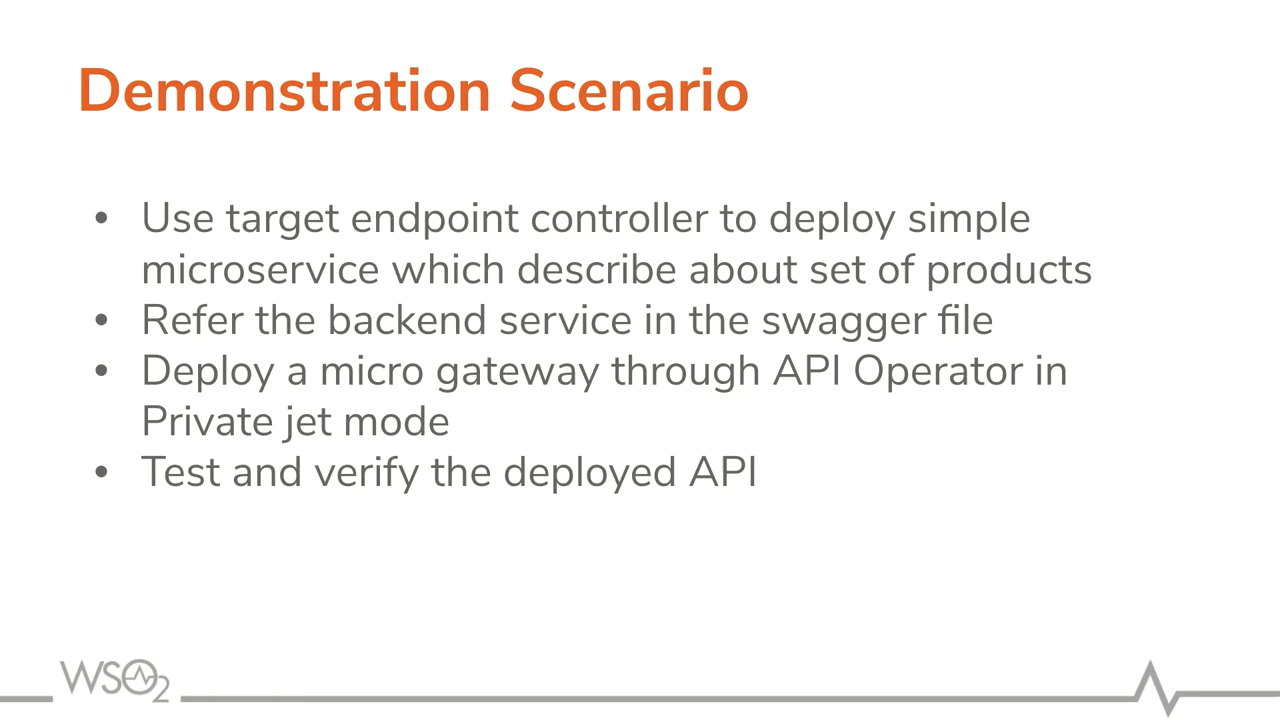 Demonstration Scenario
• Use target endpoint controller to deploy simple
microservice which describe about set of products
• Refer the backend service in the swagger file
• Deploy a micro gateway through API Operator in
Private jet mode
• Test and verify the deployed API
WSO2